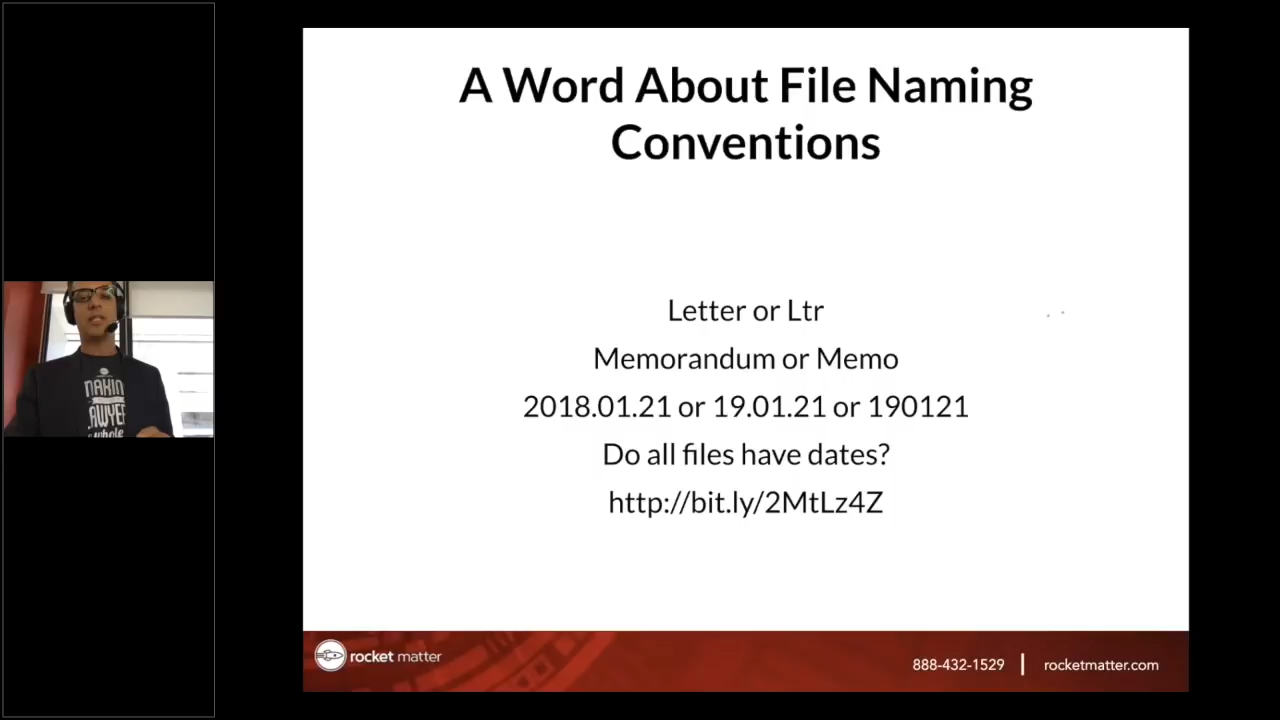 A Word About File Naming
Conventions
Letter or Ltr
Memorandum or Memo
2018.01.21 or 19.01.21 or 190121
Do all files have dates?
http://bit.ly/2MtLz4Z
rocket matter
888-432-1529 | rocketmatter.com